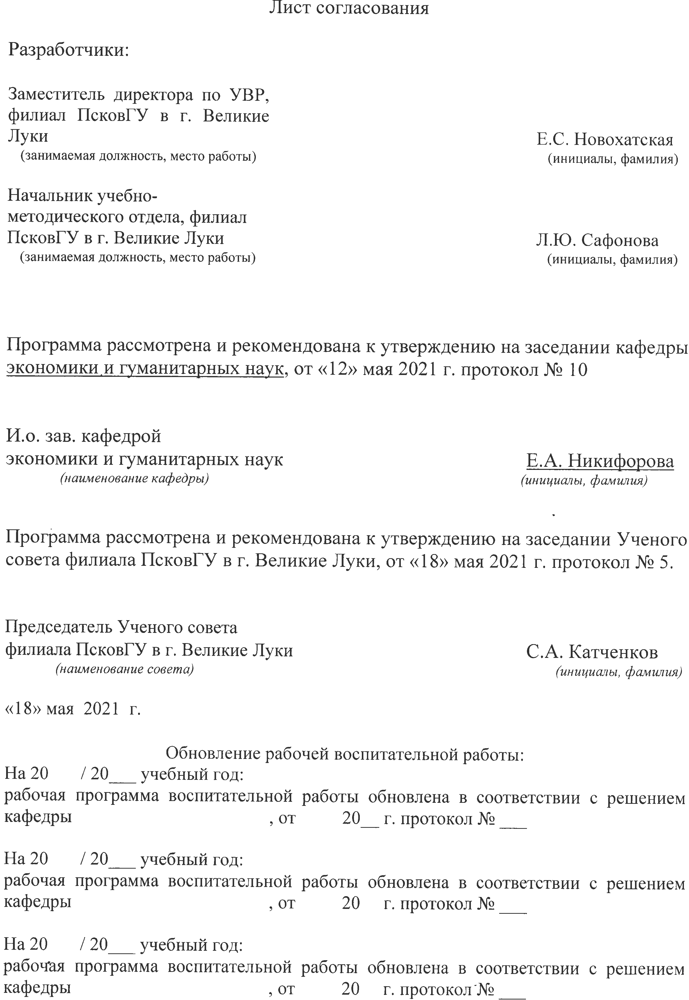 Лист согласования
Разработчики:
Заместитель директора по УВР,
филиал ПсковГУ в г. Великие
Луки
Е.С. Новохатская
(занимаемая должность, место работы)
(инициалы, фамилия)
Начальник учебно-
методического отдела, филиал
ПсковГУ в г. Великие Луки
Л.Ю. Сафонова
(занимаемая должность, место работы)
(инициалы, фамилия)
Программа рассмотрена и рекомендована к утверждению на заседании кафедры
экономики и гуманитарных наук, от «12» мая 2021 г. протокол № 10
И.о. зав. кафедрой
экономики и гуманитарных наук
Е.А. Никифорова
(наименование кафедры)
(инициалы, фамилия)
Программа рассмотрена и рекомендована к утверждению на заседании Ученого
совета филиала ПсковГУ в г. Великие Луки, от «18» мая 2021 г. протокол № 5.
Председатель Ученого совета
филиала ПсковГУ в г. Великие Луки
С.А. Катченков
(наименование совета)
(инициалы, фамилия)
«18» мая 2021 г.
Обновление рабочей воспитательной работы:
На 20 / 20___ учебный год:
рабочая программа воспитательной работы обновлена в соответствии с решением
кафедры , от 20__ г. протокол № ___
На 20 / 20___ учебный год:
рабочая программа воспитательной работы обновлена в соответствии с решением
кафедры , от 20 г. протокол № ___
На 20 / 20___ учебный год:
рабочая программа воспитательной работы обновлена в соответствии с решением
кафедры , от 20 г. протокол № ___